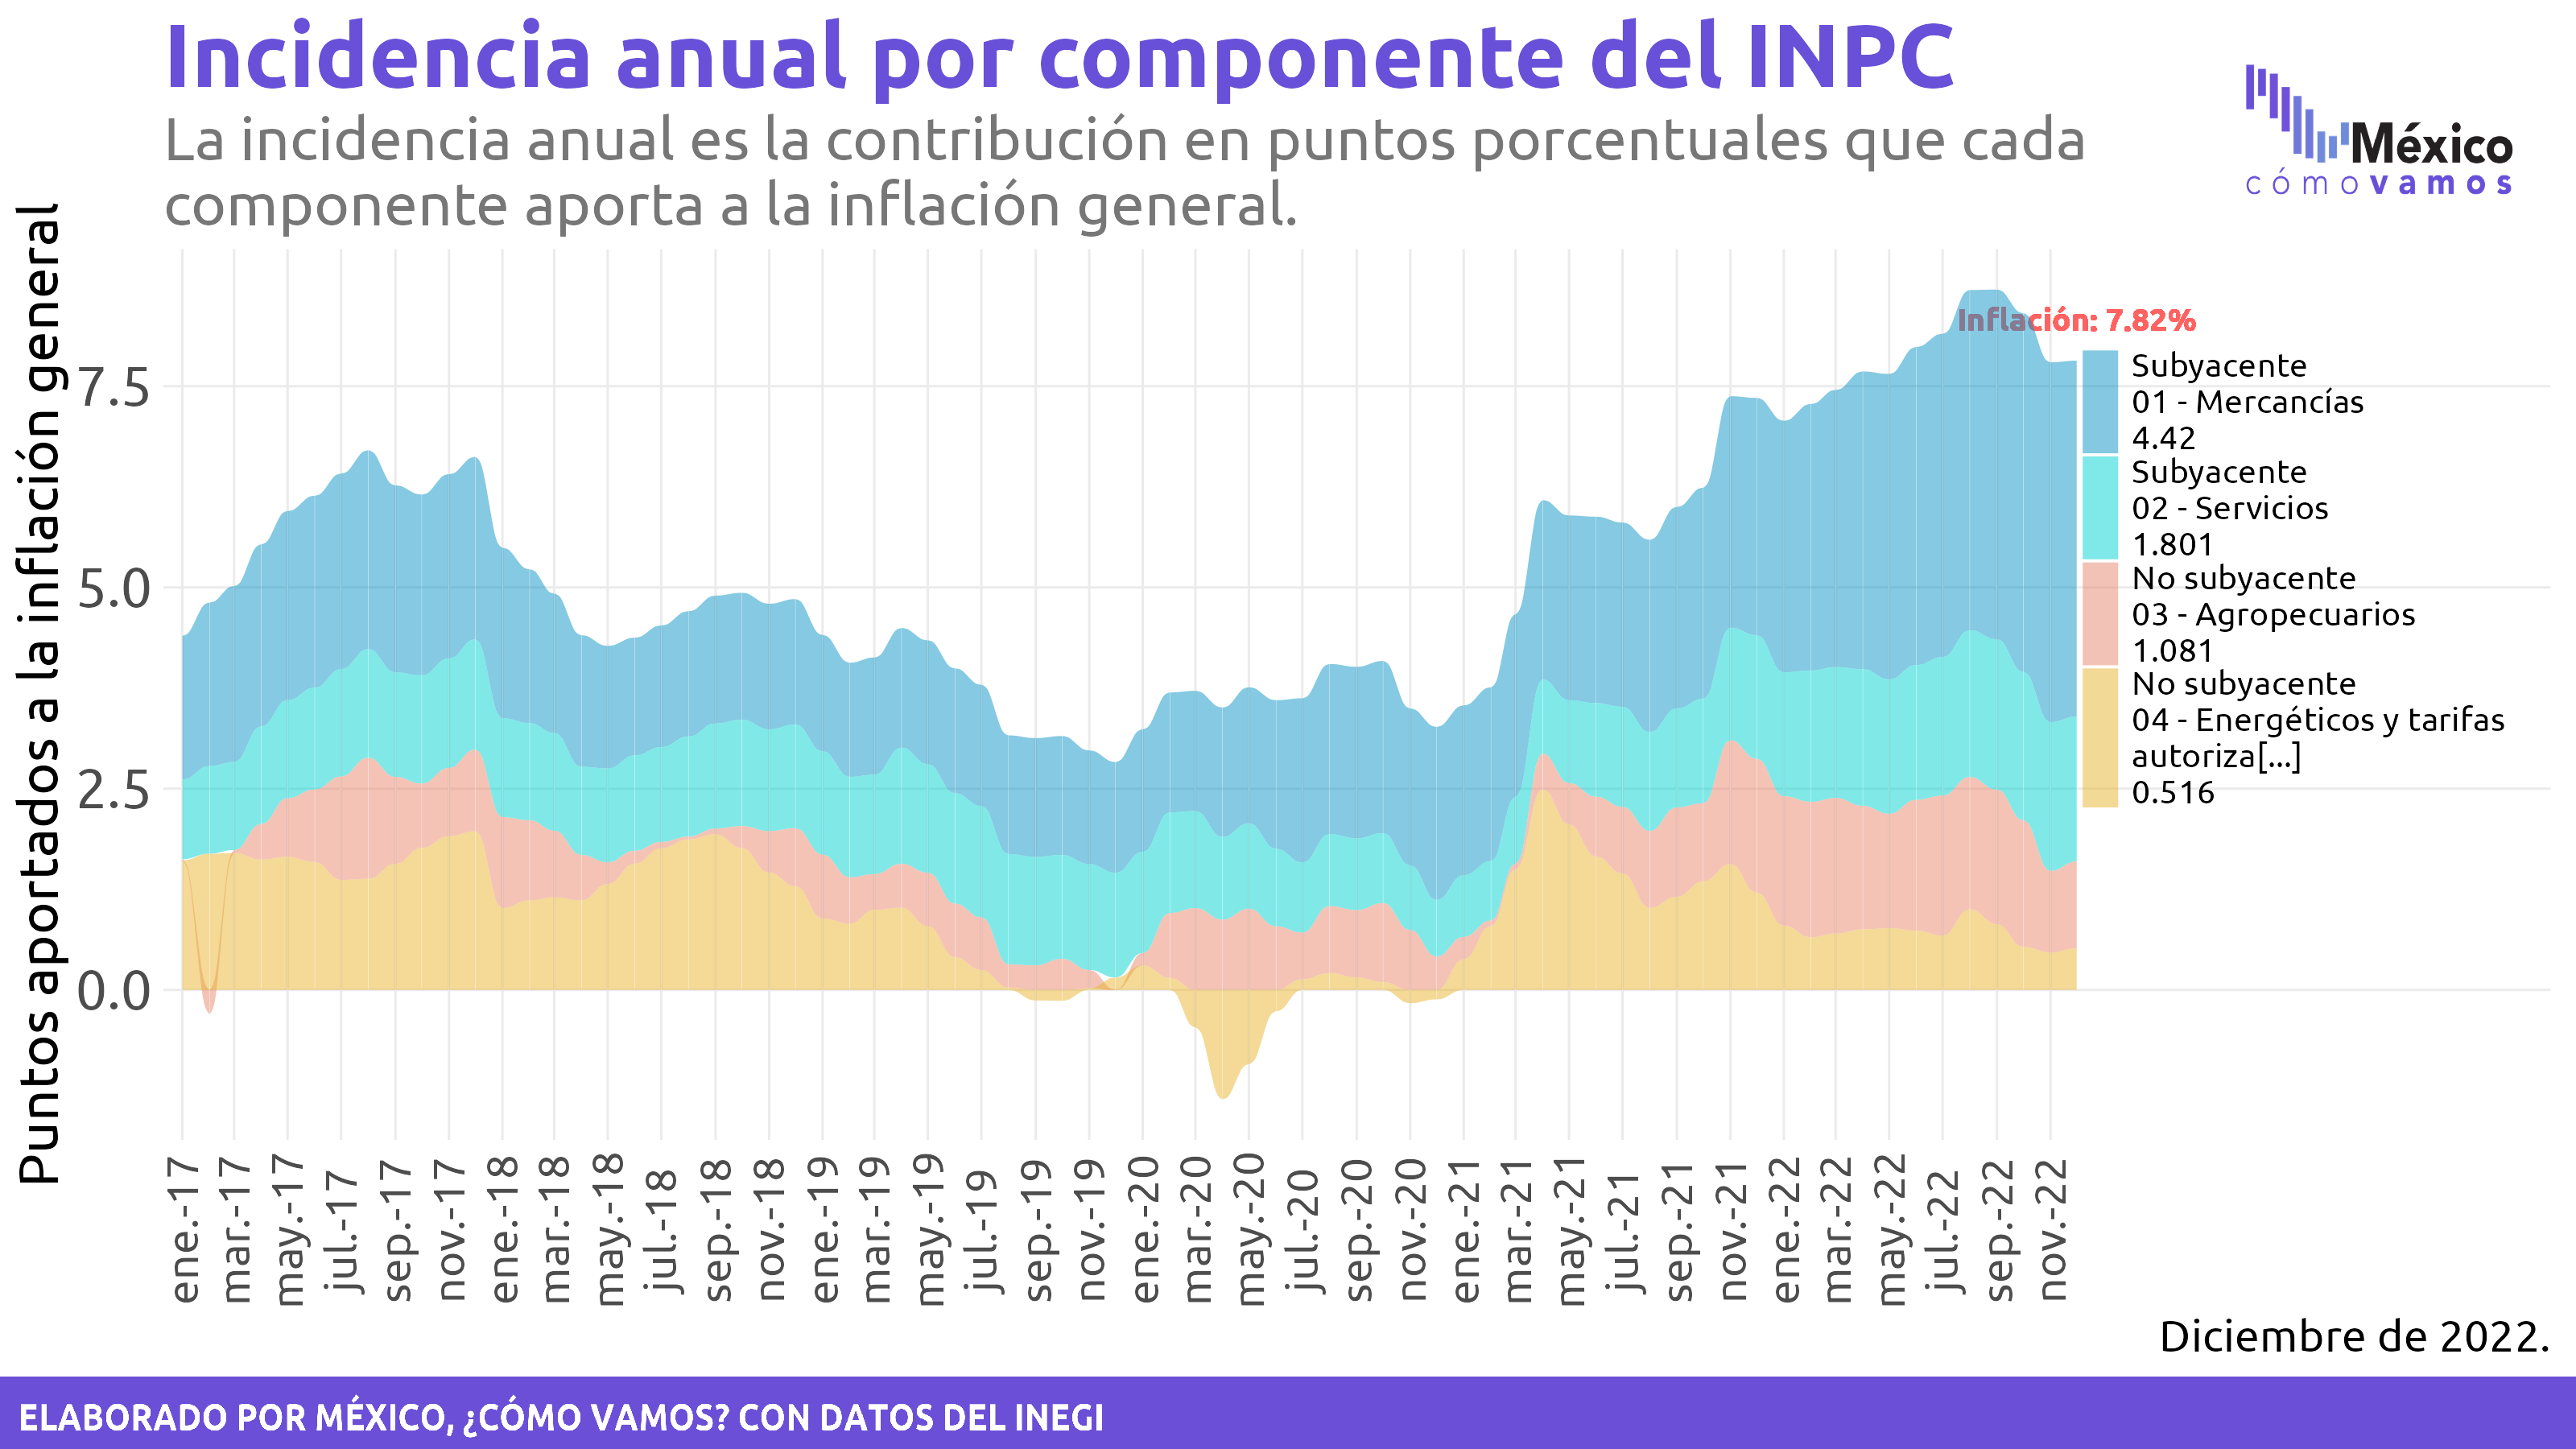 Incidencia anual por componente del INPC
La incidencia anual es la contribución en puntos porcentuales que cada
componente aporta a la inflación general.
México
cómo vamos
Puntos aportados a la inflación general
7.5
5.0
2.5
0.0
Inflación: 7.82%
Subyacente
01 - Mercancías
4.42
Subyacente
02 - Servicios
1.801
No subyacente
03 - Agropecuarios
1.081
No subyacente
04 - Energéticos y tarifas
autoriza[...]
0.516
ene.-17
mar.-17
may.-17
jul.-17
sep.-17
nov.-17
ene.-18
mar.-18
may.-18
jul.-18
sep.-18
nov.-18
ene.-19
mar.-19
may.-19
jul.-19
sep.-19
nov.-19
ene.-20
mar.-20
may.-20
jul.-20
sep.-20
nov.-20
ene.-21
mar.-21
may.-21
jul.-21
sep.-21
nov.-21
ene.-22
mar.-22
may.-22
jul.-22
sep.-22
nov.-22
Diciembre de 2022.
ELABORADO POR MÉXICO, ¿CÓMO VAMOS? CON DATOS DEL INEGI